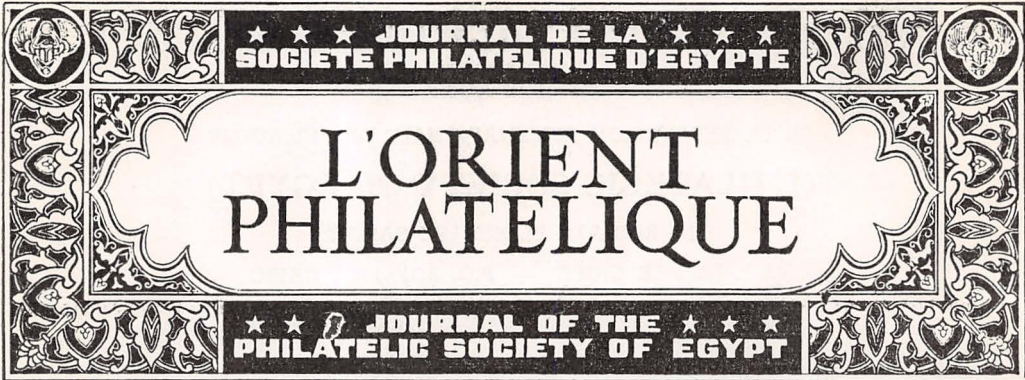 ★ ★ ★ JOURNAL DE LA ★ ★ ★
SOCIETE PHILATELIQUE D'EGYPTE
L'ORIENT
PHILATELIQUE
★ ★ ★ JOURNAL OF THE ★ ★ ★
PHILATELIC SOCIETY OF EGYPT